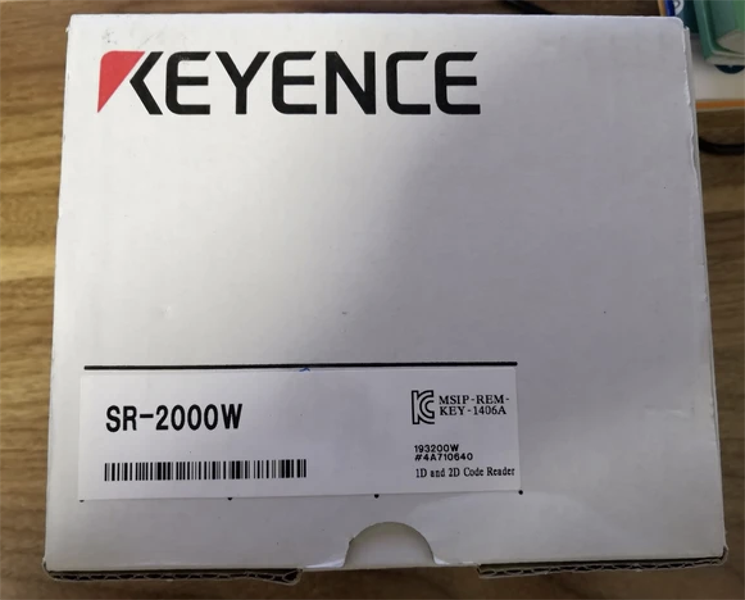 KEYENCE
SR-2000W
MSIP-REM-
KEY-1406A
193200W
#4A710640
1D and 2D Code Reader